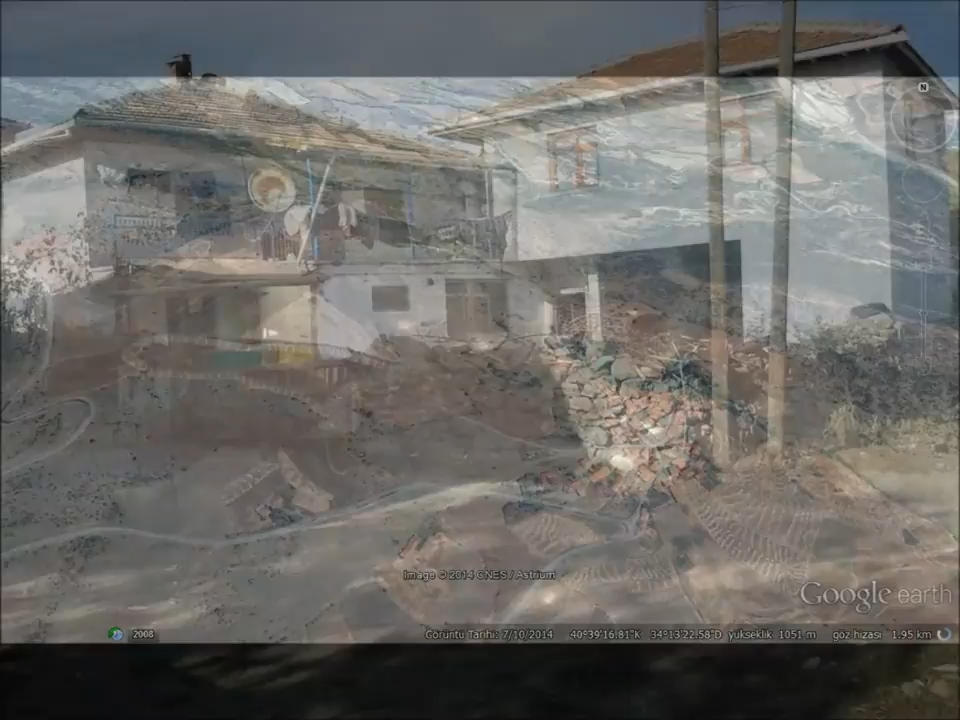 N
Image © 2014 CNES / Astrium
Google earth
2008
Görüntü Tarihi: 7/10/2014 40°39'16.81"K 34°13'22.58"D yükseklik 1051 m göz hizası 1.95 km